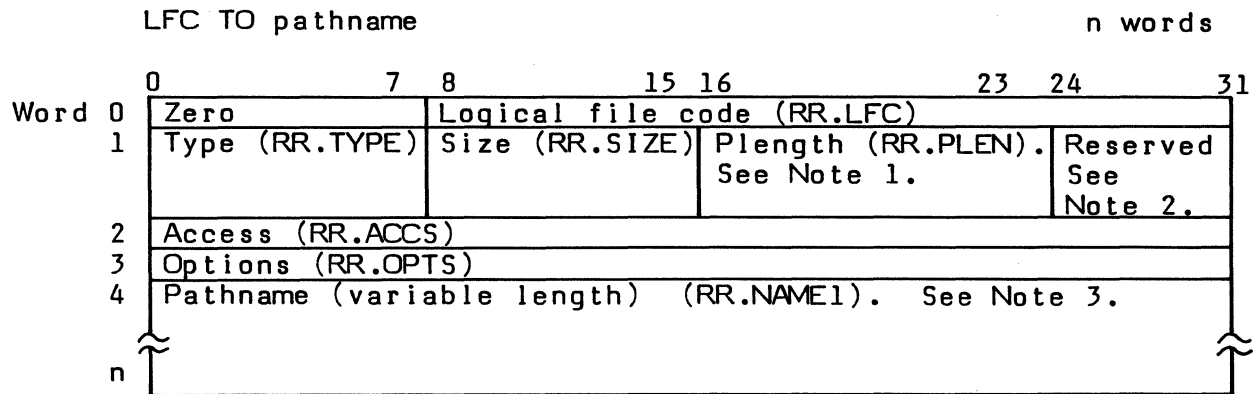 LFC TO pathname n words
0 7 8 15 16 23 24 31
Word 0 Zero Logical file code (RR.LFC)
1 Type (RR.TYPE) Size (RR.SIZE) Plength (RR.PLEN). Reserved
See Note 1. See
Note 2.
2 Access (RR.ACCS)
3 Options (RR.OPTS)
4 Pathname (variable length) (RR.NAME1). See Note 3.
n